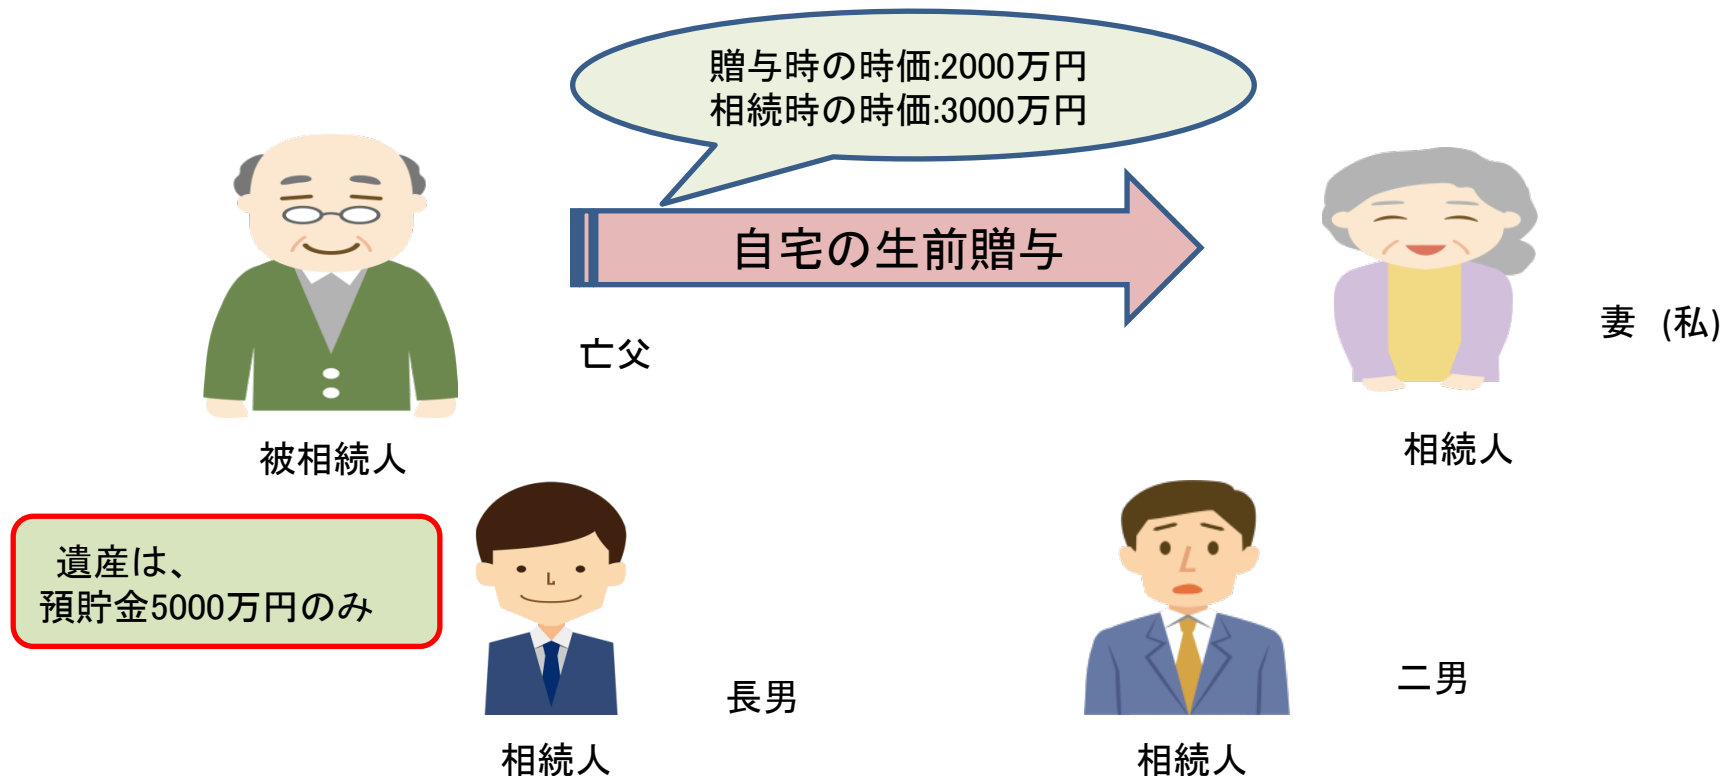 贈与時の時価:2000万円
相続時の時価:3000万円
自宅の生前贈与
妻 (私)
亡父
被相続人
相続人
遺産は、
預貯金5000万円のみ
長男
二男
相続人
相続人